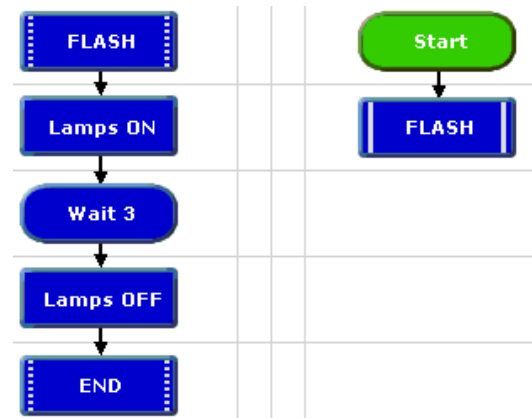 FLASH
Lamps ON
Wait 3
Lamps OFF
END
Start
FLASH